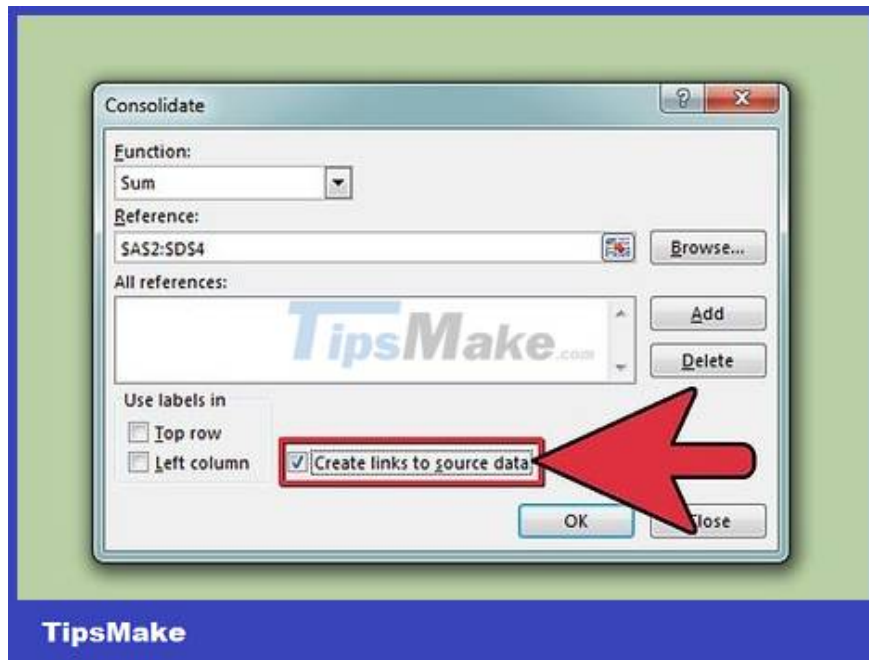 Consolidate
?
Function:
Sum
Reference:
$A$2:$D$4
Browse...
All references:
TipsMake.com
Add
Delete
Use labels in
Top row
Left column
Create links to source data
OK
Close
TipsMake